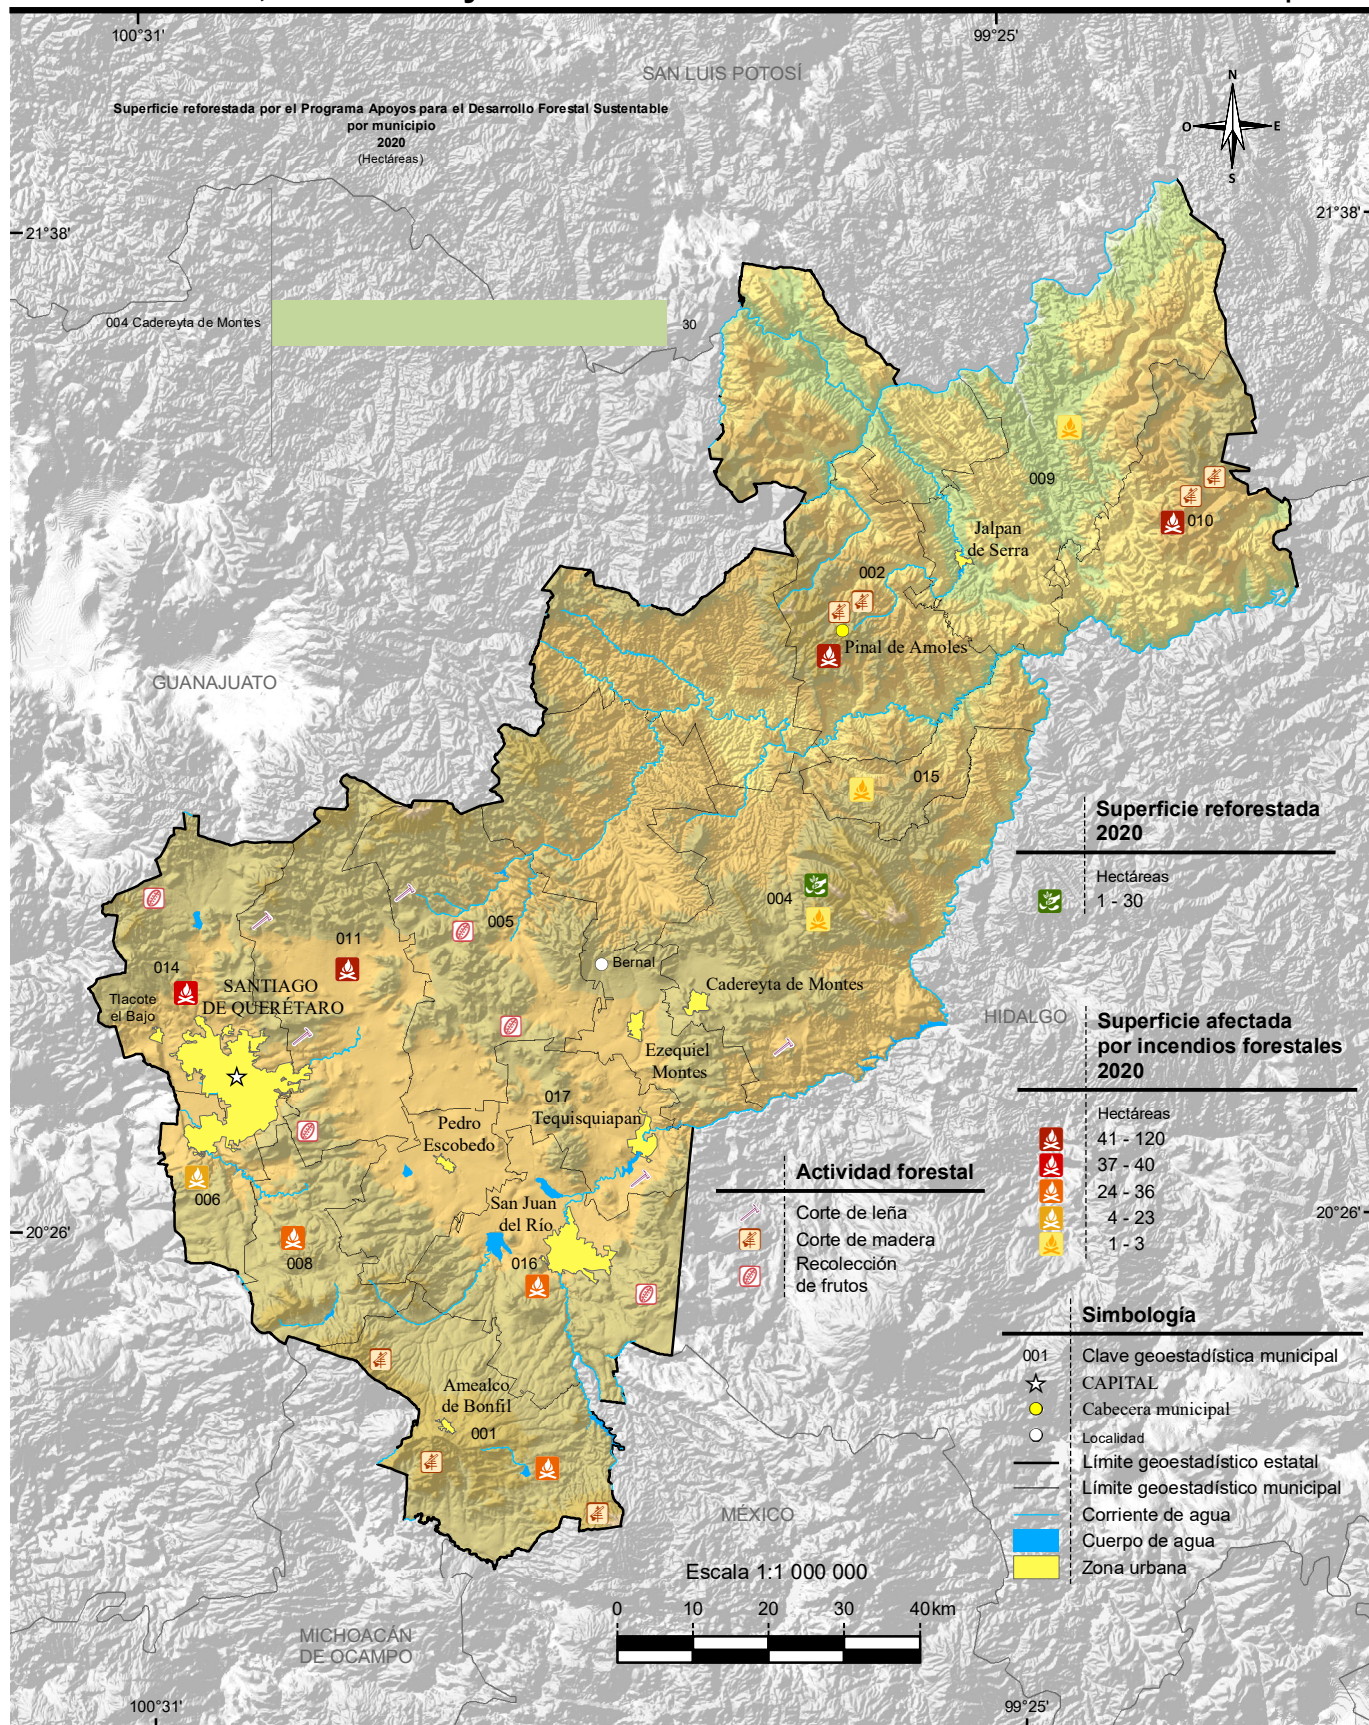 100°31'
99°25'
SAN LUIS POTOSÍ
Superficie reforestada por el Programa Apoyos para el Desarrollo Forestal Sustentable
por municipio
2020
(Hectáreas)
N
O
E
S
21°38'
21°38'
004 Cadereyta de Montes
30
009
010
Jalpan
de Serra
002
Pinal de Amoles
GUANAJUATO
015
Superficie reforestada
2020
Hectáreas
1 - 30
004
005
011
Bernal
014
SANTIAGO
DE QUERÉTARO
Tlacote
el Bajo
Cadereyta de Montes
HIDALGO
Superficie afectada
por incendios forestales
2020
Hectáreas
41 - 120
37 - 40
24 - 36
4 - 23
1 - 3
Ezequiel
Montes
017
Tequisquiapan
Pedro
Escobedo
Actividad forestal
Corte de leña
Corte de madera
Recolección
de frutos
006
San Juan
del Río
20°26'
20°26'
008
016
Simbología
001
Clave geoestadística municipal
CAPITAL
Cabecera municipal
Localidad
Límite geoestadístico estatal
Límite geoestadístico municipal
Corriente de agua
Cuerpo de agua
Zona urbana
Amealco
de Bonfil
001
MÉXICO
Escala 1:1 000 000
0 10 20 30 40 km
MICHOACÁN
DE OCAMPO
100°31'
99°25'